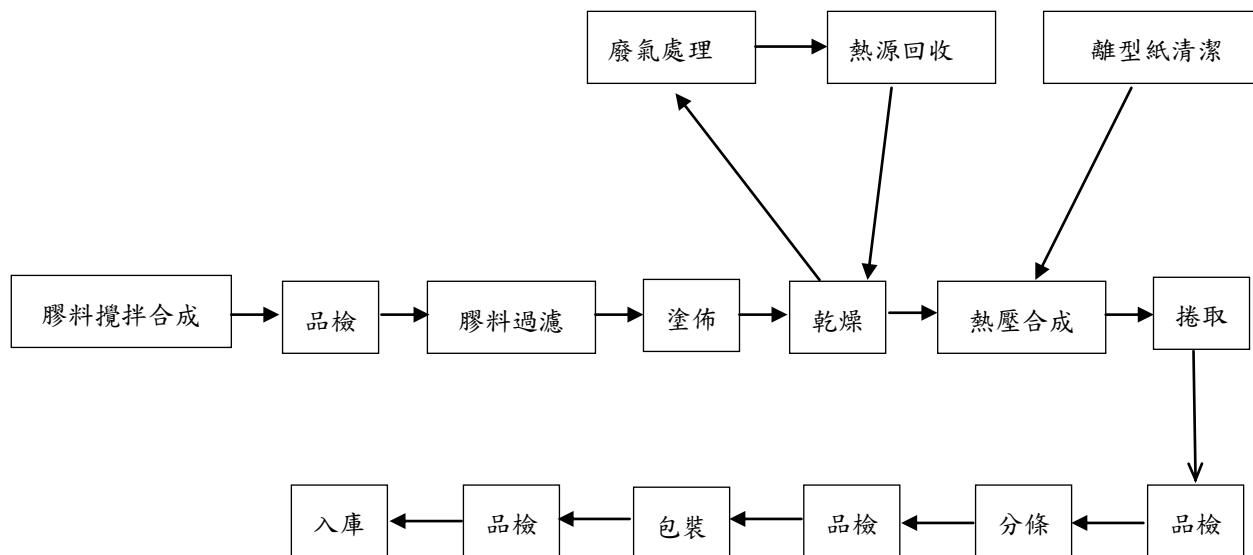 廢氣處理
熱源回收
離型紙清潔
膠料攪拌合成
品檢
膠料過濾
塗佈
乾燥
熱壓合成
捲取
入庫
品檢
包裝
品檢
分條
品檢